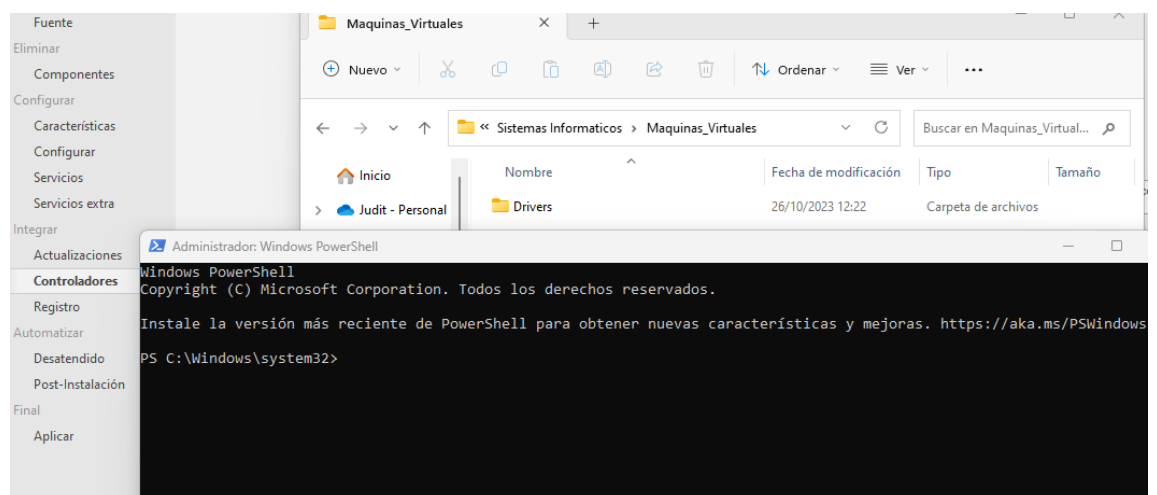 Fuente
Eliminar
Componentes
Configurar
Características
Configurar
Servicios
Servicios extra
Integrar
Actualizaciones
Controladores
Registro
Automatizar
Desatendido
Post-Instalación
Final
Aplicar
Maquinas_Virtuales
Nuevo
Ordenar
Ver
« Sistemas Informaticos > Maquinas_Virtuales
Buscar en Maquinas_Virtual...
Inicio
Judit - Personal
Nombre Fecha de modificación Tipo Tamaño
Drivers 26/10/2023 12:22 Carpeta de archivos
Administrador: Windows PowerShell
Windows PowerShell
Copyright (C) Microsoft Corporation. Todos los derechos reservados.
Instale la versión más reciente de PowerShell para obtener nuevas características y mejoras. https://aka.ms/PSWindows
PS C:\Windows\system32>